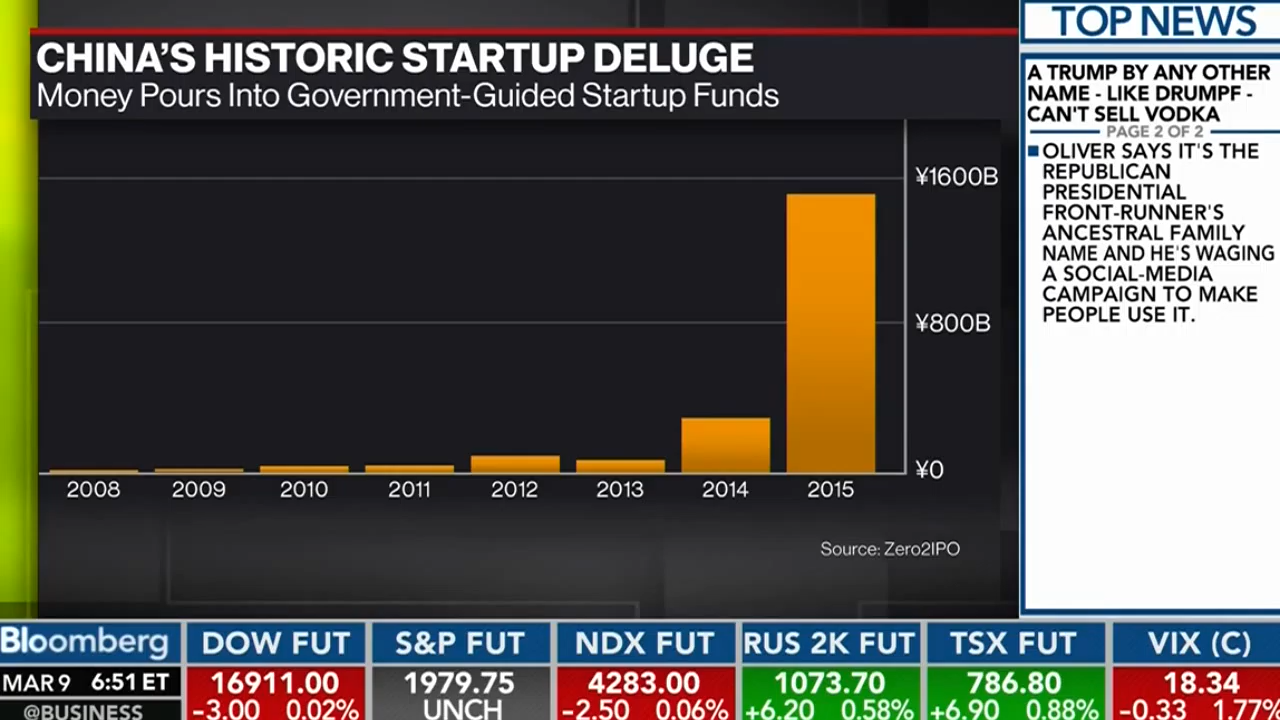 CHINA'S HISTORIC STARTUP DELUGE
Money Pours Into Government-Guided Startup Funds
¥1600B
¥800B
¥0
2008 2009 2010 2011 2012 2013 2014 2015
Source: Zero2IPO
TOP NEWS
A TRUMP BY ANY OTHER
NAME - LIKE DRUMPF -
CAN'T SELL VODKA
PAGE 2 OF 2
OLIVER SAYS IT'S THE
REPUBLICAN
PRESIDENTIAL
FRONT-RUNNER'S
ANCESTRAL FAMILY
NAME AND HE'S WAGING
A SOCIAL-MEDIA
CAMPAIGN TO MAKE
PEOPLE USE IT.
Bloomberg DOW FUT S&P FUT NDX FUT RUS 2K FUT TSX FUT VIX (C)
MAR 9 6:51 ET 16911.00 1979.75 4283.00 1073.70 786.80 18.34
@BUSINESS -3.00 0.02% UNCH -2.50 0.06% +6.20 0.58% +6.90 0.88% -0.33 1.77%